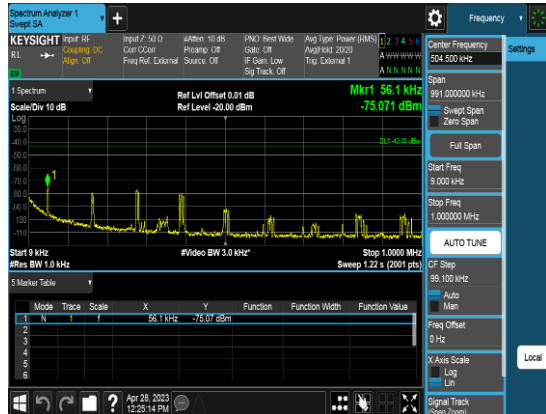 Spectrum Analyzer 1
Swept SA
+
Frequency
KEYSIGHT
RL
Input: RF
Coupling: DC
Align: Off
Input Z: 50 Ω
Corr CCorr
Freq Ref: External
#Atten: 10 dB
Preamp: Off
Source: Off
PNO: Best Wide
Gate: Off
IF Gain: Low
Sig Track: Off
Avg Type: Power (RMS)
Avg|Hold: 20/20
Trig: External 1
1 2 3 4 5 6
A W W W W W
A N N N N N
1 Spectrum
Scale/Div 10 dB
Ref Lvl Offset 0.01 dB
Ref Level -20.00 dBm
Mkr1 56.1 kHz
-75.071 dBm
Log
-30.0
-40.0
-50.0
-60.0
-70.0
-80.0
-90.0
-100
-110
1
DL1 -43.00 dBm
Start 9 kHz
#Res BW 1.0 kHz
#Video BW 3.0 kHz*
Stop 1.0000 MHz
Sweep 1.22 s (2001 pts)
5 Marker Table
Mode Trace Scale X Y Function Function Width Function Value
1 N 1 f 56.1 kHz -75.07 dBm
2
3
4
5
6
Apr 28, 2023
12:25:14 PM
Center Frequency
504.500 kHz
Settings
Span
991.000000 kHz
Swept Span
Zero Span
Full Span
Start Freq
9.000 kHz
Stop Freq
1.000000 MHz
AUTO TUNE
CF Step
99.100 kHz
Auto
Man
Freq Offset
0 Hz
X Axis Scale
Log
Lin
Local
Signal Track
(Span Zoom)